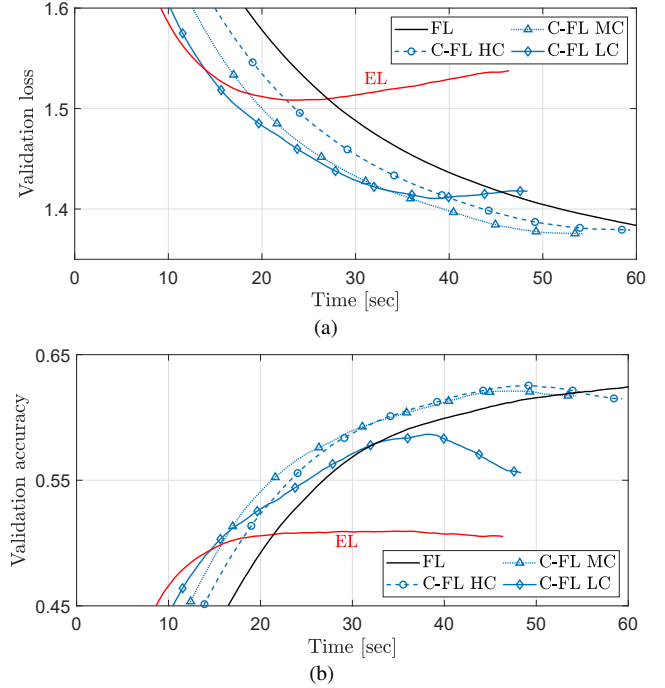 1.6
FL
C-FL MC
C-FL HC
C-FL LC
EL
1.5
Validation loss
1.4
0
10
20
30
40
50
60
Time [sec]
(a)
0.65
Validation accuracy
0.55
EL
FL
C-FL MC
C-FL HC
C-FL LC
0.45
0
10
20
30
40
50
60
Time [sec]
(b)